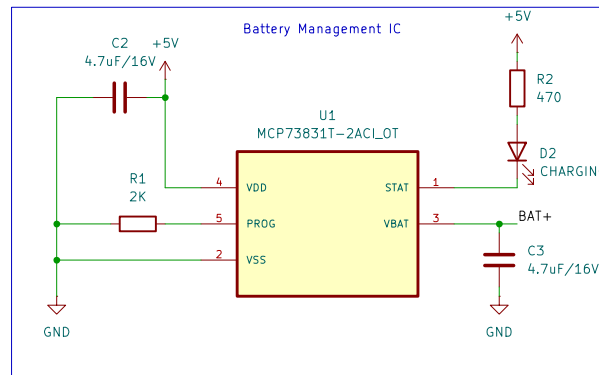 Battery Management IC
C2
4.7uF/16V
+5V
+5V
R2
470
U1
MCP73831T-2ACI_OT
D2
CHARGIN
R1
2K
4
VDD
STAT
1
5
PROG
VBAT
3
BAT+
2
VSS
C3
4.7uF/16V
GND
GND